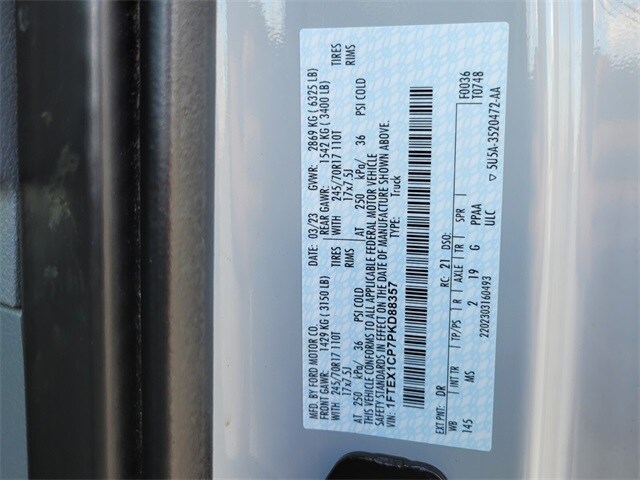 MFD. BY FORD MOTOR CO.
DATE: 03/23 GVWR: 2869 KG ( 6325 LB)
FRONT GAWR: 1429 KG ( 3150 LB) REAR GAWR: 1542 KG ( 3400 LB)
WITH 245/70R17 110T TIRES WITH 245/70R17 110T TIRES
17x7.5J RIMS 17x7.5J RIMS
AT 250 kPa/ 36 PSI COLD AT 250 kPa/ 36 PSI COLD
THIS VEHICLE CONFORMS TO ALL APPLICABLE FEDERAL MOTOR VEHICLE
SAFETY STANDARDS IN EFFECT ON THE DATE OF MANUFACTURE SHOWN ABOVE.
VIN: 1FTEX1CP7PKD88357 TYPE: Truck
F0036
T0748
EXT PNT: DR RC: 21 DSO:
WB INT TR TP/PS R AXLE TR SPR
145 MS 2 19 G PPAA
2202303160493 ULC
5U5A-3520472-AA